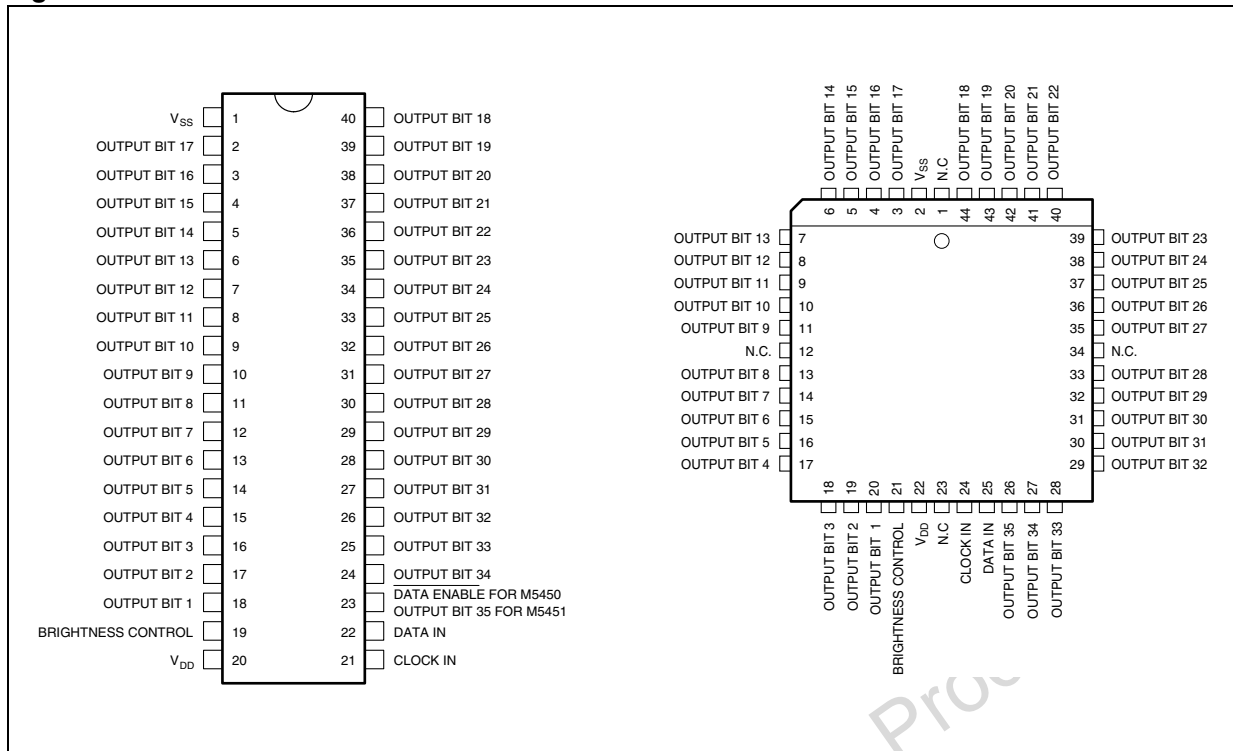 VSS 1 40 OUTPUT BIT 18
OUTPUT BIT 17 2 39 OUTPUT BIT 19
OUTPUT BIT 16 3 38 OUTPUT BIT 20
OUTPUT BIT 15 4 37 OUTPUT BIT 21
OUTPUT BIT 14 5 36 OUTPUT BIT 22
OUTPUT BIT 13 6 35 OUTPUT BIT 23
OUTPUT BIT 12 7 34 OUTPUT BIT 24
OUTPUT BIT 11 8 33 OUTPUT BIT 25
OUTPUT BIT 10 9 32 OUTPUT BIT 26
OUTPUT BIT 9 10 31 OUTPUT BIT 27
OUTPUT BIT 8 11 30 OUTPUT BIT 28
OUTPUT BIT 7 12 29 OUTPUT BIT 29
OUTPUT BIT 6 13 28 OUTPUT BIT 30
OUTPUT BIT 5 14 27 OUTPUT BIT 31
OUTPUT BIT 4 15 26 OUTPUT BIT 32
OUTPUT BIT 3 16 25 OUTPUT BIT 33
OUTPUT BIT 2 17 24 OUTPUT BIT 34
OUTPUT BIT 1 18 23 DATA ENABLE FOR M5450
OUTPUT BIT 35 FOR M5451
BRIGHTNESS CONTROL 19 22 DATA IN
VDD 20 21 CLOCK IN
OUTPUT BIT 14
OUTPUT BIT 15
OUTPUT BIT 16
OUTPUT BIT 17
VSS
N.C
OUTPUT BIT 18
OUTPUT BIT 19
OUTPUT BIT 20
OUTPUT BIT 21
OUTPUT BIT 22
6 5 4 3 2 1 44 43 42 41 40
OUTPUT BIT 13 7 39 OUTPUT BIT 23
OUTPUT BIT 12 8 38 OUTPUT BIT 24
OUTPUT BIT 11 9 37 OUTPUT BIT 25
OUTPUT BIT 10 10 36 OUTPUT BIT 26
OUTPUT BIT 9 11 35 OUTPUT BIT 27
N.C. 12 34 N.C.
OUTPUT BIT 8 13 33 OUTPUT BIT 28
OUTPUT BIT 7 14 32 OUTPUT BIT 29
OUTPUT BIT 6 15 31 OUTPUT BIT 30
OUTPUT BIT 5 16 30 OUTPUT BIT 31
OUTPUT BIT 4 17 29 OUTPUT BIT 32
18 19 20 21 22 23 24 25 26 27 28
OUTPUT BIT 3
OUTPUT BIT 2
OUTPUT BIT 1
BRIGHTNESS CONTROL
VDD
N.C
CLOCK IN
DATA IN
OUTPUT BIT 35
OUTPUT BIT 34
OUTPUT BIT 33